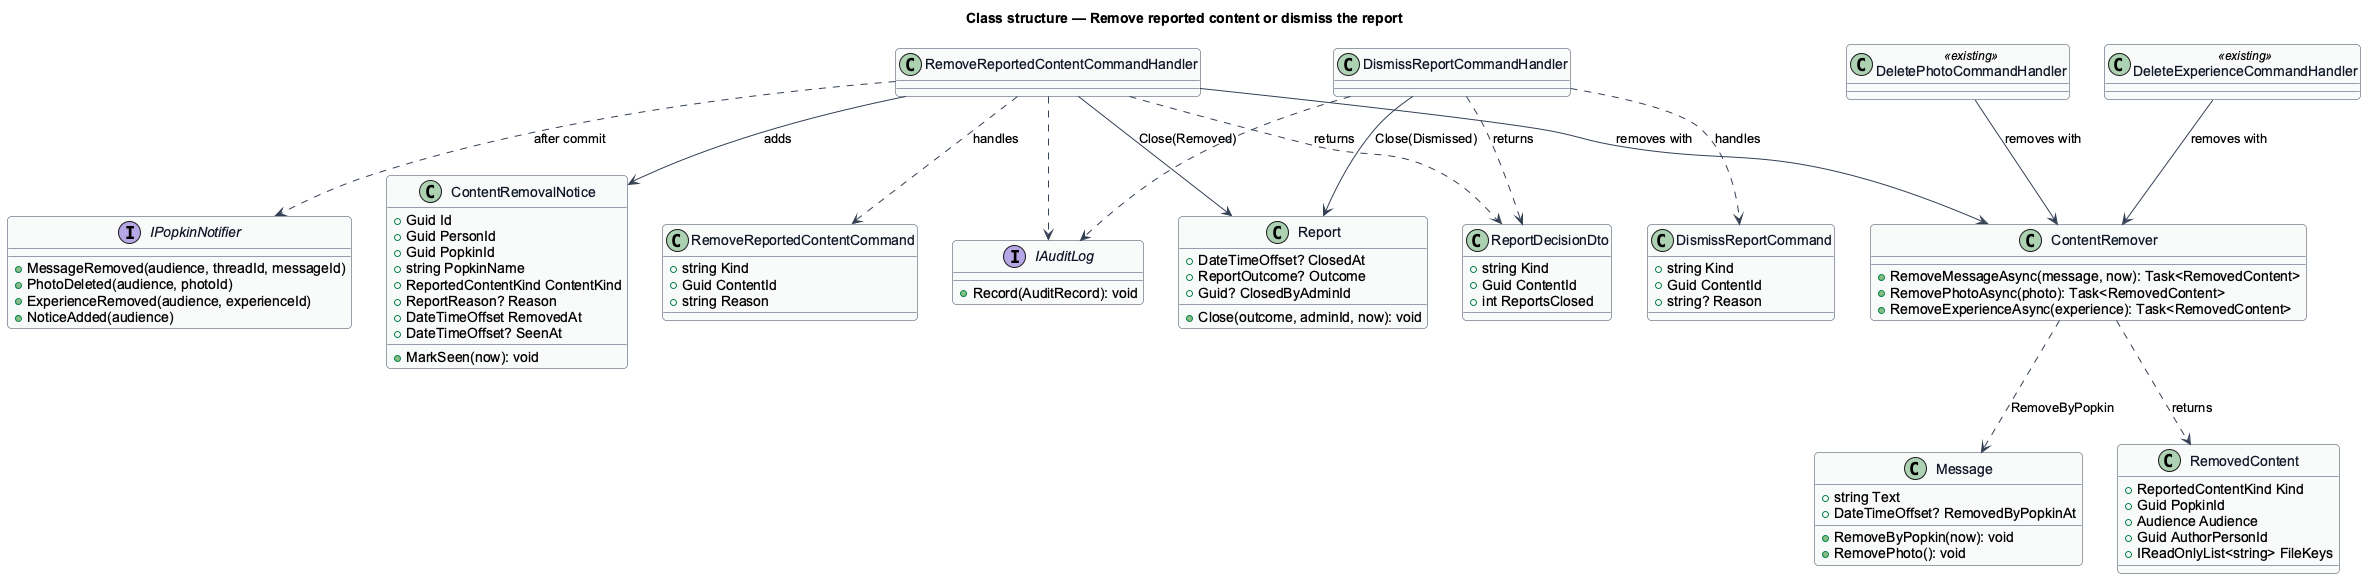 Class structure — Remove reported content or dismiss the report
C RemoveReportedContentCommandHandler
C DismissReportCommandHandler
«existing»
C DeletePhotoCommandHandler
«existing»
C DeleteExperienceCommandHandler
after commit
adds
handles
Close(Removed)
returns
Close(Dismissed)
returns
removes with
handles
removes with
removes with
I IPopkinNotifier
MessageRemoved(audience, threadId, messageId)
PhotoDeleted(audience, photoId)
ExperienceRemoved(audience, experienceId)
NoticeAdded(audience)
C ContentRemovalNotice
Guid Id
Guid PersonId
Guid PopkinId
string PopkinName
ReportedContentKind ContentKind
ReportReason? Reason
DateTimeOffset RemovedAt
DateTimeOffset? SeenAt
MarkSeen(now): void
C RemoveReportedContentCommand
string Kind
Guid ContentId
string Reason
I IAuditLog
Record(AuditRecord): void
C Report
DateTimeOffset? ClosedAt
ReportOutcome? Outcome
Guid? ClosedByAdminId
Close(outcome, adminId, now): void
C ReportDecisionDto
string Kind
Guid ContentId
int ReportsClosed
C DismissReportCommand
string Kind
Guid ContentId
string? Reason
C ContentRemover
RemoveMessageAsync(message, now): Task<RemovedContent>
RemovePhotoAsync(photo): Task<RemovedContent>
RemoveExperienceAsync(experience): Task<RemovedContent>
RemoveByPopkin
returns
C Message
string Text
DateTimeOffset? RemovedByPopkinAt
RemoveByPopkin(now): void
RemovePhoto(): void
C RemovedContent
ReportedContentKind Kind
Guid PopkinId
Audience Audience
Guid AuthorPersonId
IReadOnlyList<string> FileKeys